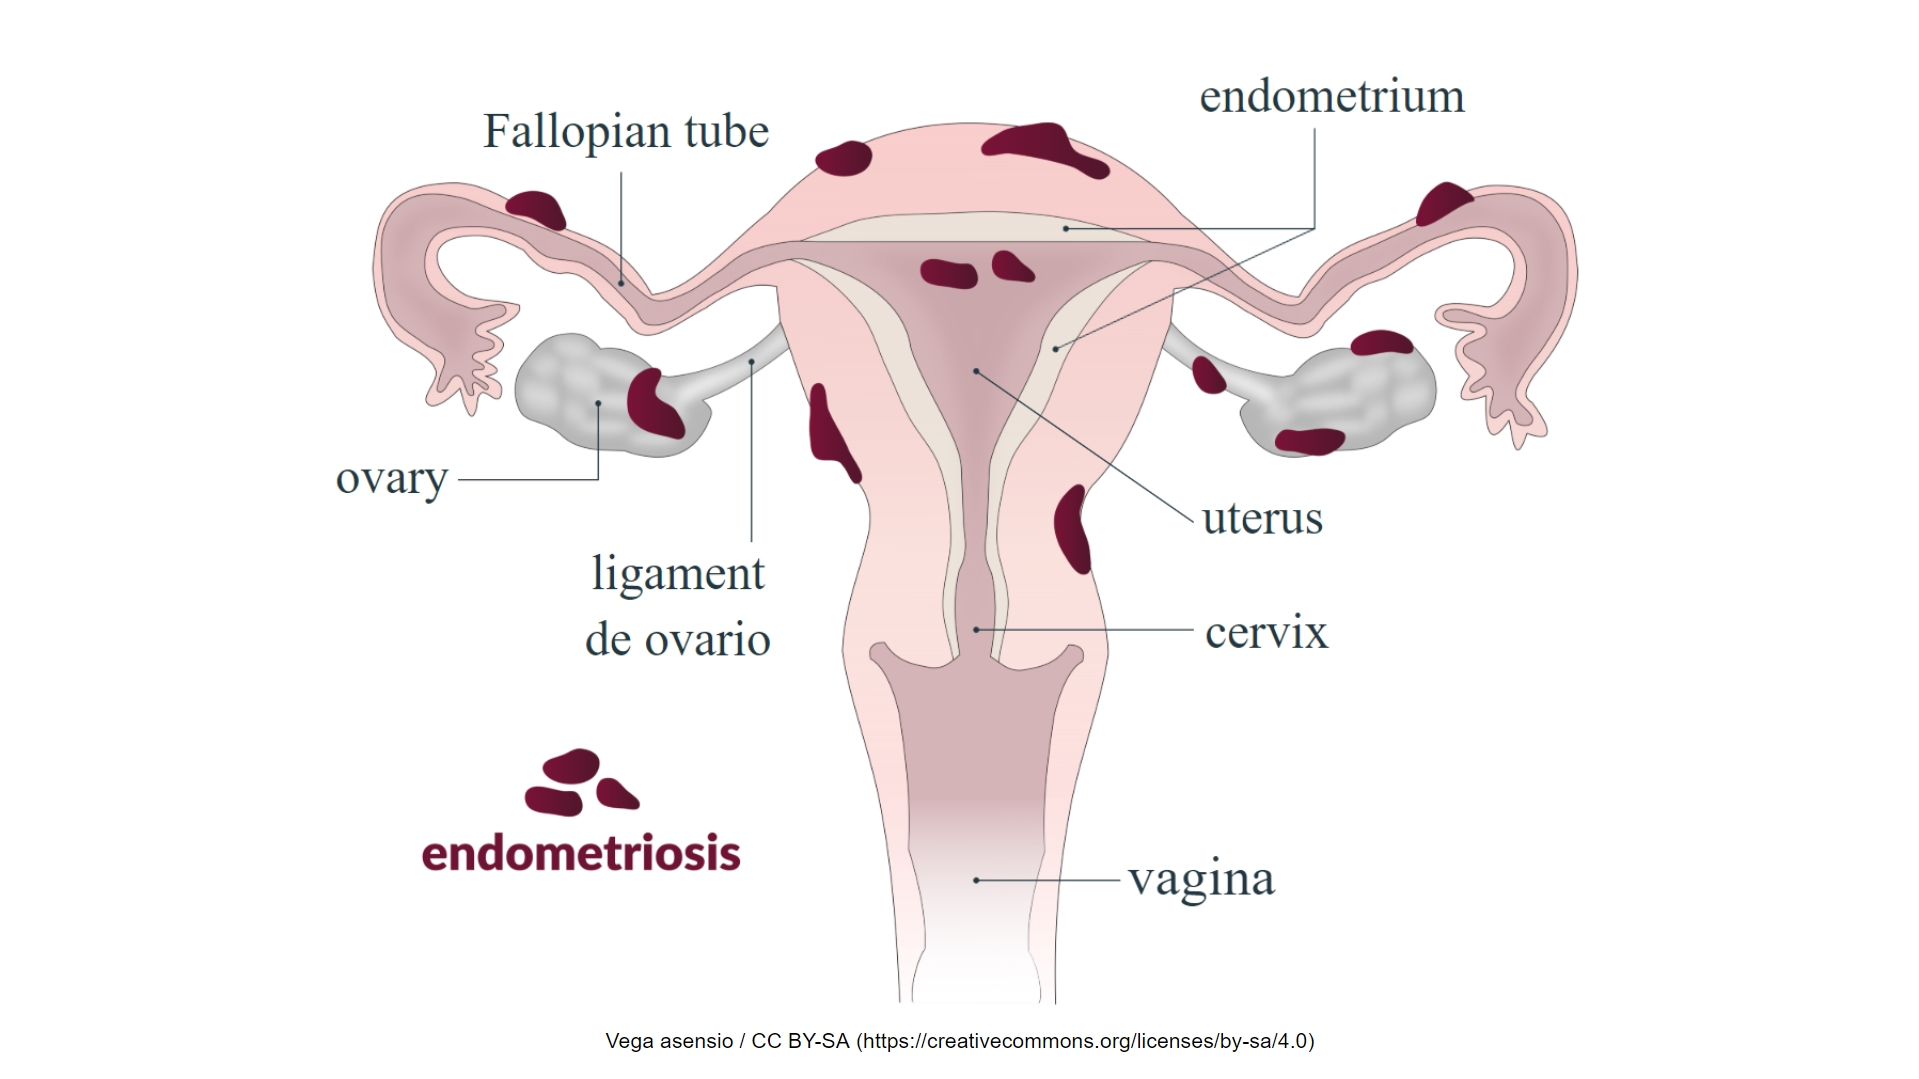 endometrium
Fallopian tube
ovary
uterus
ligament
de ovario
cervix
endometriosis
vagina
Vega asensio / CC BY-SA (https://creativecommons.org/licenses/by-sa/4.0)